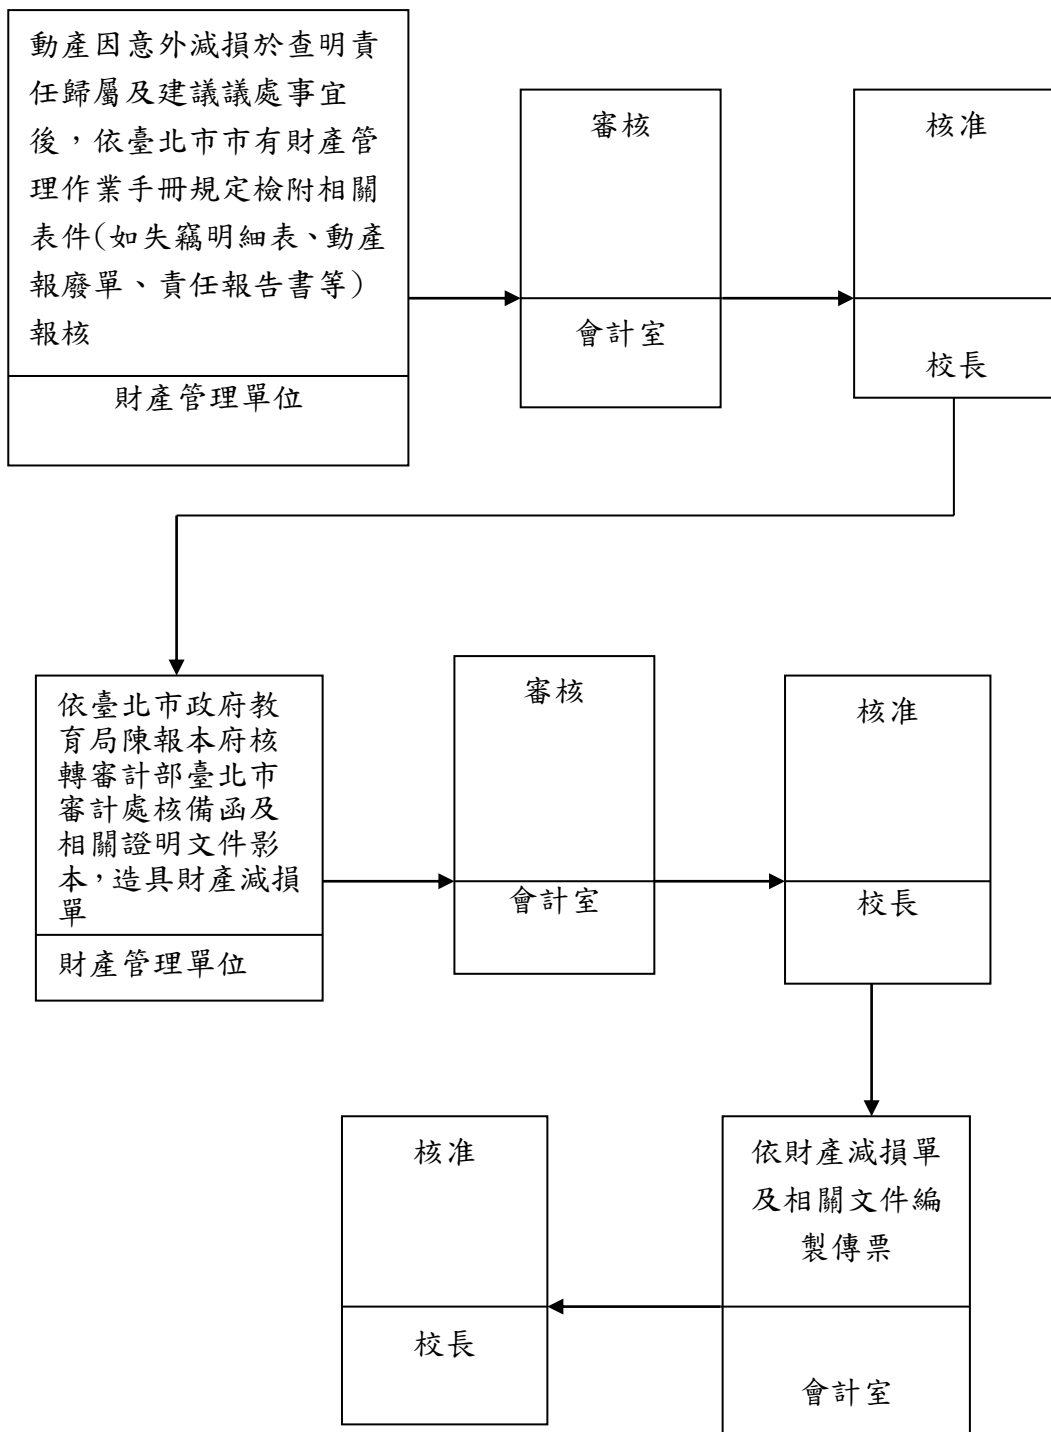 動產因意外減損於查明責
任歸屬及建議議處事宜
後，依臺北市市有財產管
理作業手冊規定檢附相關
表件(如失竊明細表、動產
報廢單、責任報告書等)
報核
財產管理單位
審核
會計室
核准
校長
依臺北市政府教
育局陳報本府核
轉審計部臺北市
審計處核備函及
相關證明文件影
本，造具財產減損
單
財產管理單位
審核
會計室
核准
校長
依財產減損單
及相關文件編
製傳票
會計室
核准
校長